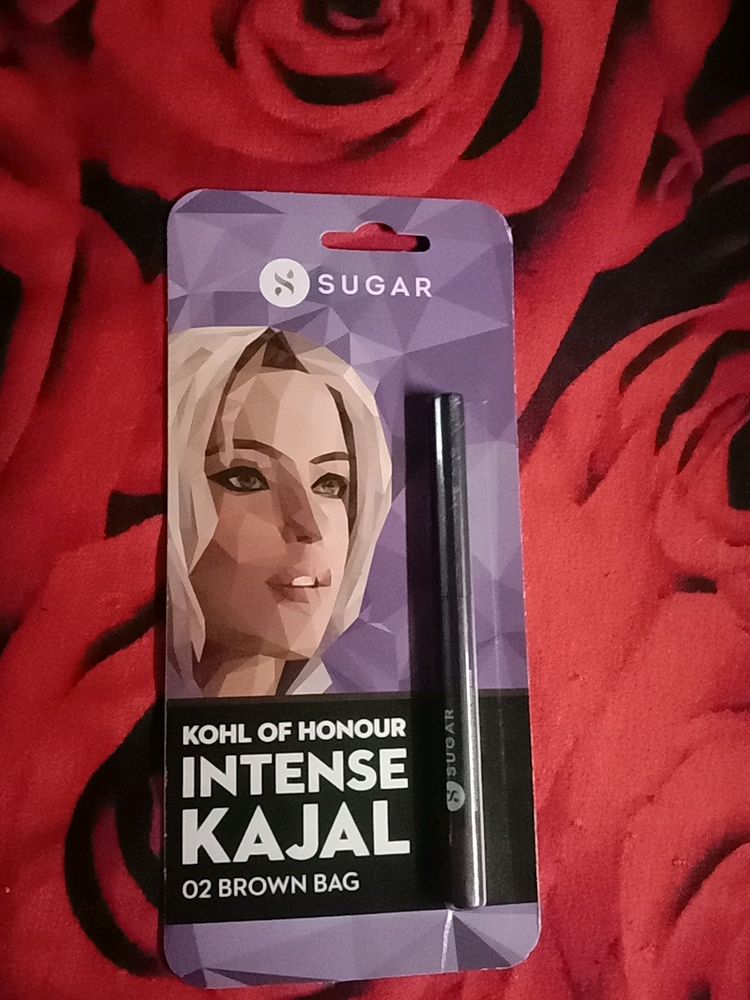 SUGAR
KOHL OF HONOUR
INTENSE
KAJAL
02 BROWN BAG
SUGAR